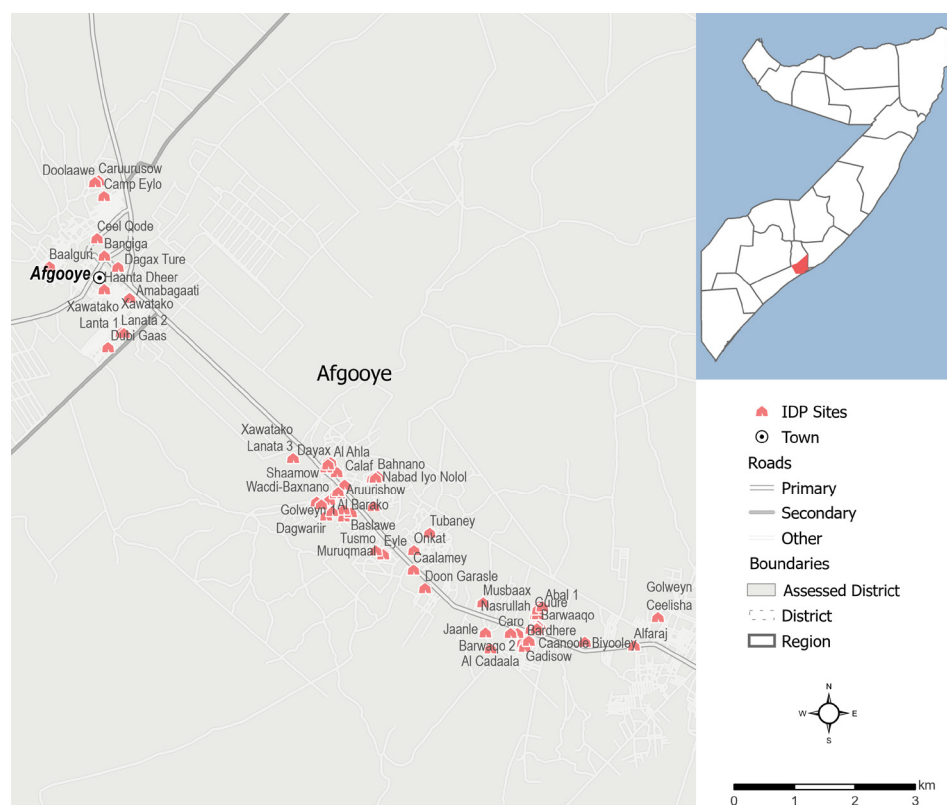 Doolaawe
Caruurusow
Camp Eylo
Ceel Qode
Bangiga
Baalguri
Dagax Ture
Afgooye
Haanta Dheer
Amabagaati
Xawatako
Xawatako
Lanta 1
Lanata 2
Dubi Gaas
Afgooye
Xawatako
Lanata 3
Dayax
Al Ahla
Shaamow
Calaf
Bahnano
Nabad Iyo Nolol
Wacdi-Baxnano
Aruurishow
Golweyn 1
Al Barako
Dagwariir
Baslawe
Tubaney
Tusmo
Eyle
Onkat
Muruqmaal
Caalamey
Doon Garasle
Musbaax
Abal 1
Nasrullah
Guure
Barwaaqo
Golweyn
Ceelisha
Jaanle
Caro
Bardhere
Alfaraj
Barwaqo 2
Caanoole
Biyooley
Al Cadaala
Gadisow
IDP Sites
Town
Roads
Primary
Secondary
Other
Boundaries
Assessed District
District
Region
N
W
E
S
km
0
1
2
3